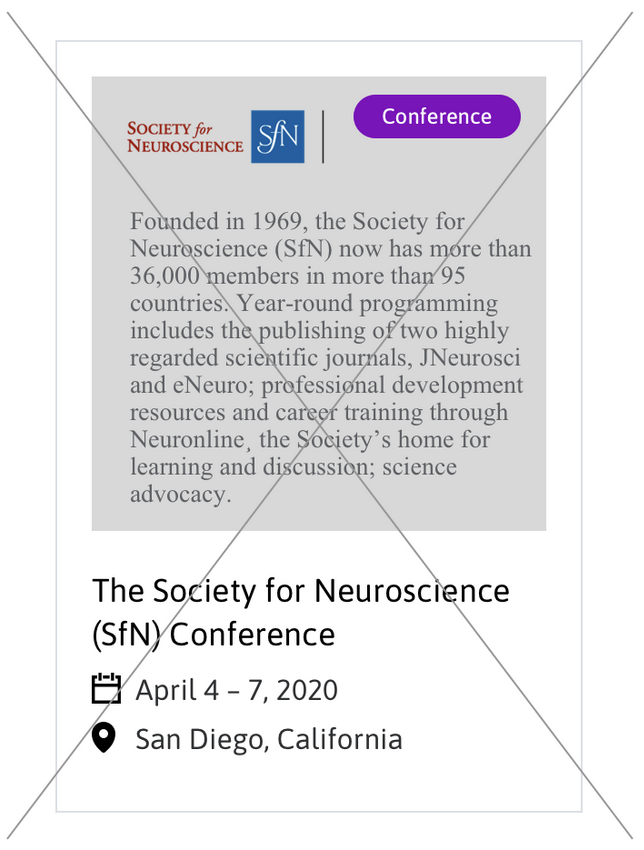 SOCIETY for
NEUROSCIENCE
SfN
Conference
Founded in 1969, the Society for
Neuroscience (SfN) now has more than
36,000 members in more than 95
countries. Year-round programming
includes the publishing of two highly
regarded scientific journals, JNeurosci
and eNeuro; professional development
resources and career training through
Neuronline¸ the Society’s home for
learning and discussion; science
advocacy.
The Society for Neuroscience
(SfN) Conference
April 4 – 7, 2020
San Diego, California